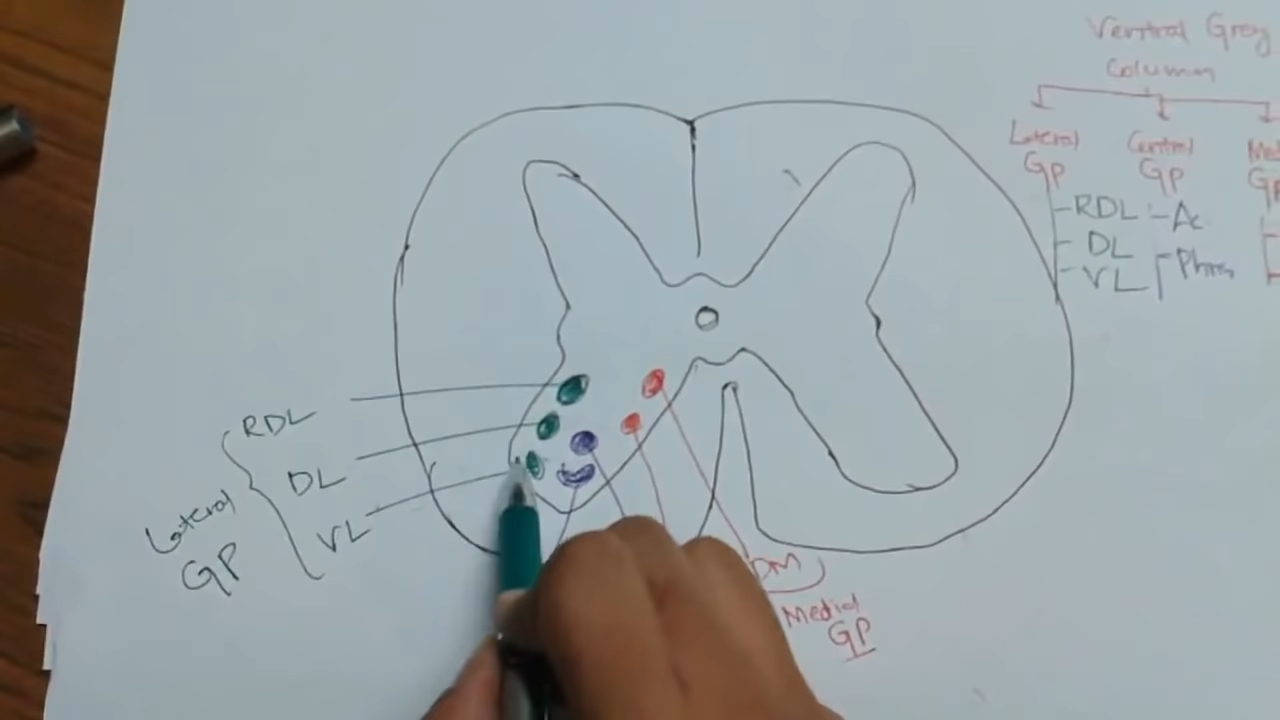 Ventral Grey
Column
Lateral
GP
Central
GP
GP
RDL
DL
VL
Ac
RDL
DL
VL
Lateral
GP
DM
Medial
GP